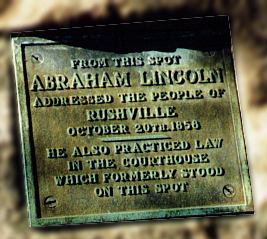 FROM THIS SPOT
ABRAHAM LINCOLN
ADDRESSED THE PEOPLE OF
RUSHVILLE
OCTOBER 20TH. 1858
HE ALSO PRACTICED LAW
IN THE COURTHOUSE
WHICH FORMERLY STOOD
ON THIS SPOT